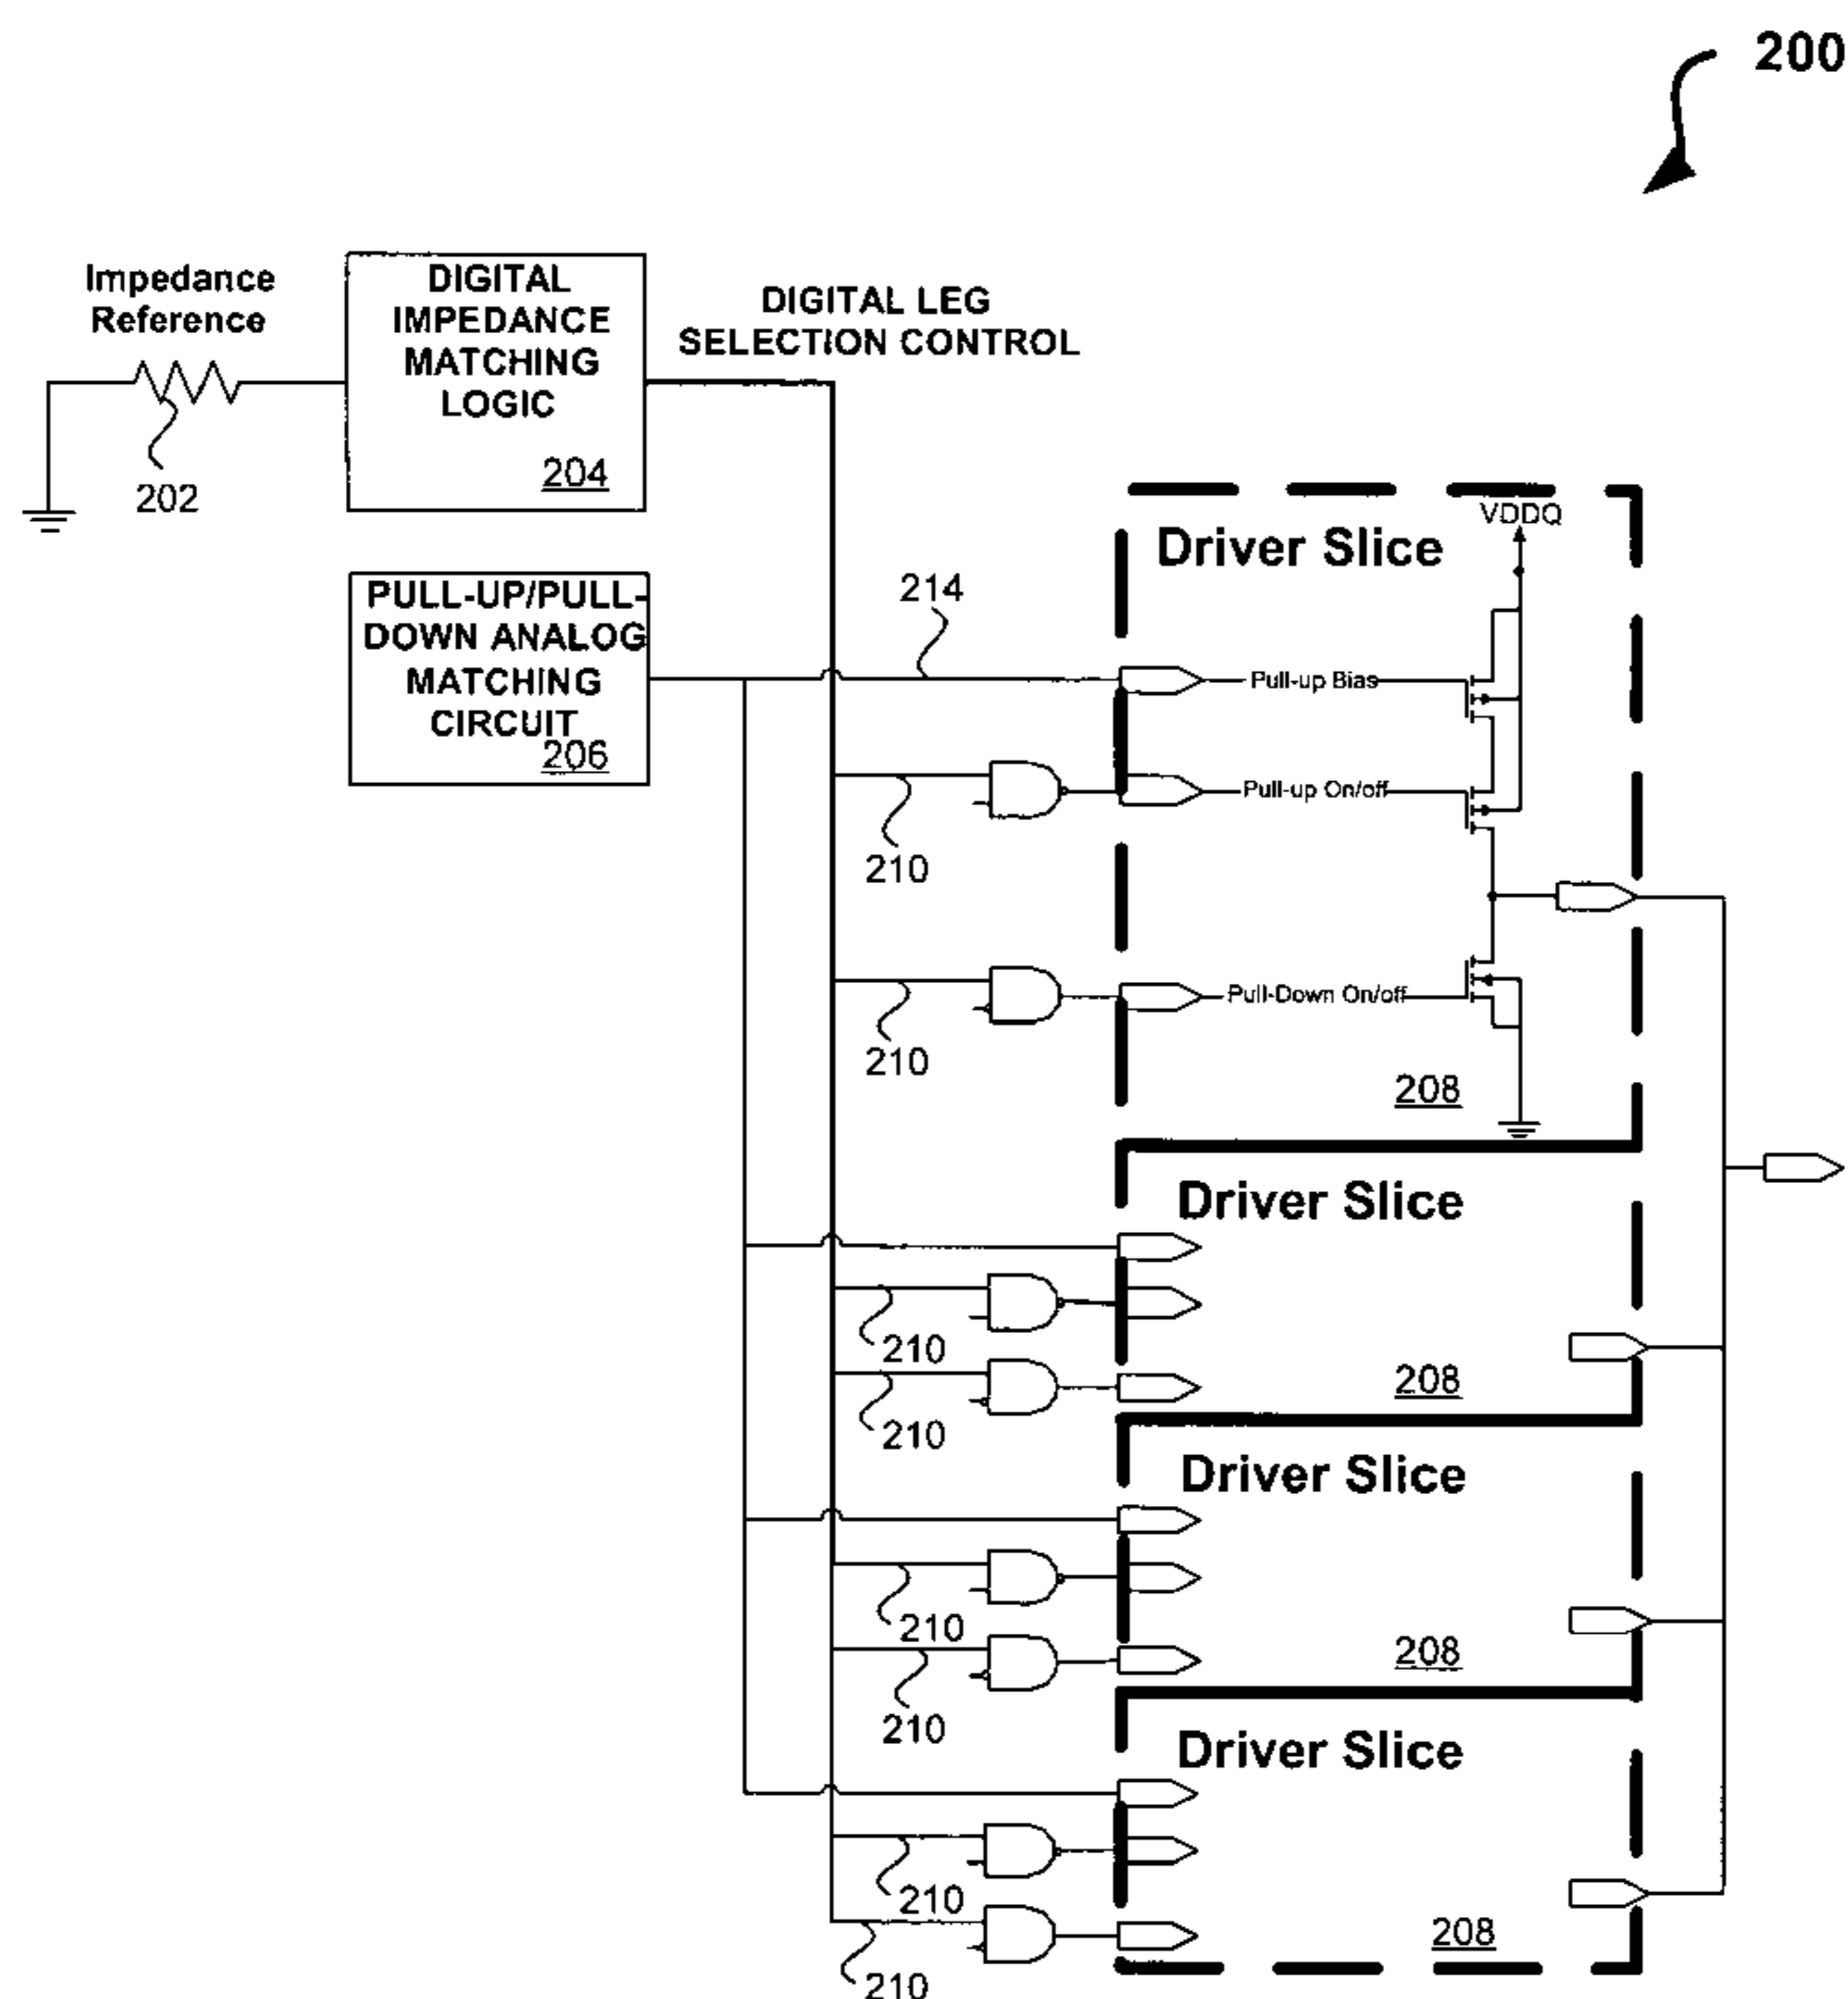 200
Impedance
Reference
202
DIGITAL
IMPEDANCE
MATCHING
LOGIC
204
DIGITAL LEG
SELECTION CONTROL
PULL-UP/PULL-
DOWN ANALOG
MATCHING
CIRCUIT
206
214
210
210
Driver Slice
VDDQ
Pull-up Bias
Pull-up On/off
Pull-Down On/off
208
Driver Slice
210
210
208
Driver Slice
210
210
208
Driver Slice
210
210
208